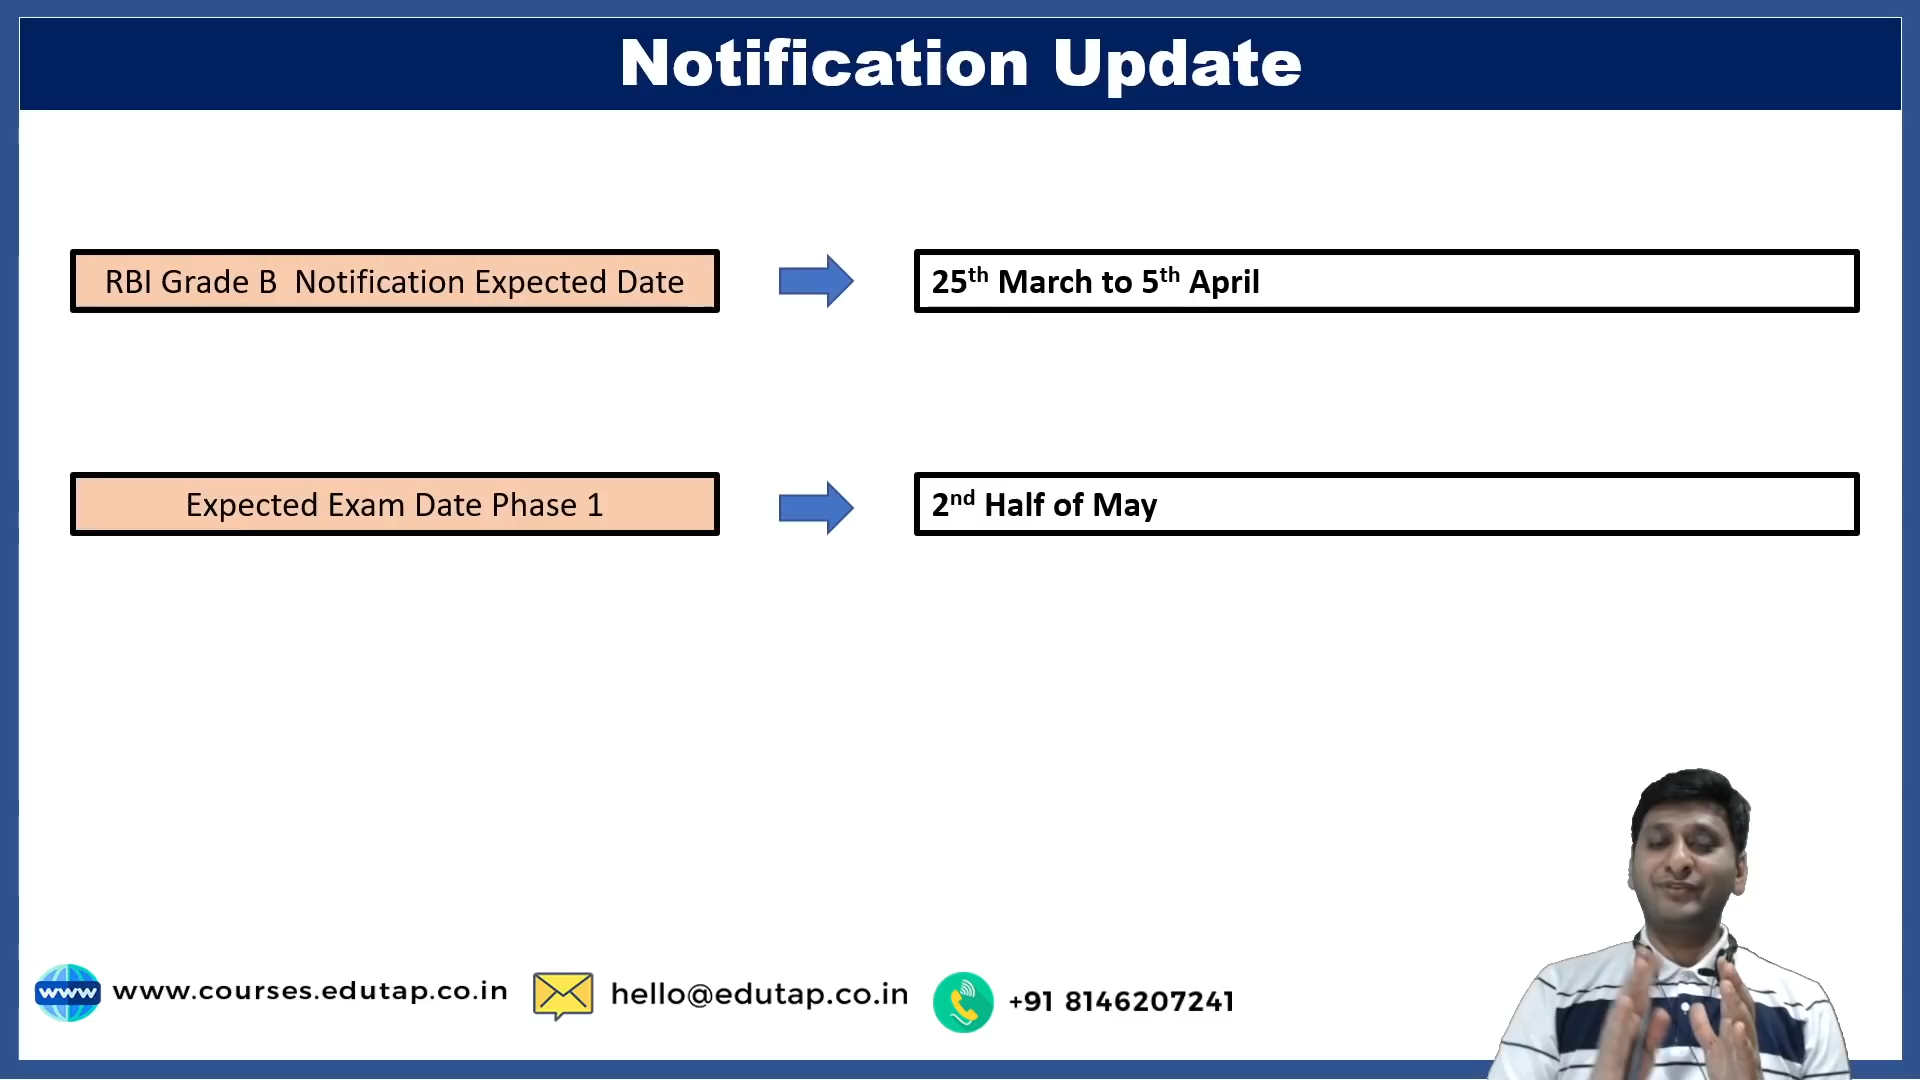 Notification Update
RBI Grade B  Notification Expected Date
25th March to 5th April
Expected Exam Date Phase 1
2nd Half of May
www www.courses.edutap.co.in hello@edutap.co.in +91 8146207241